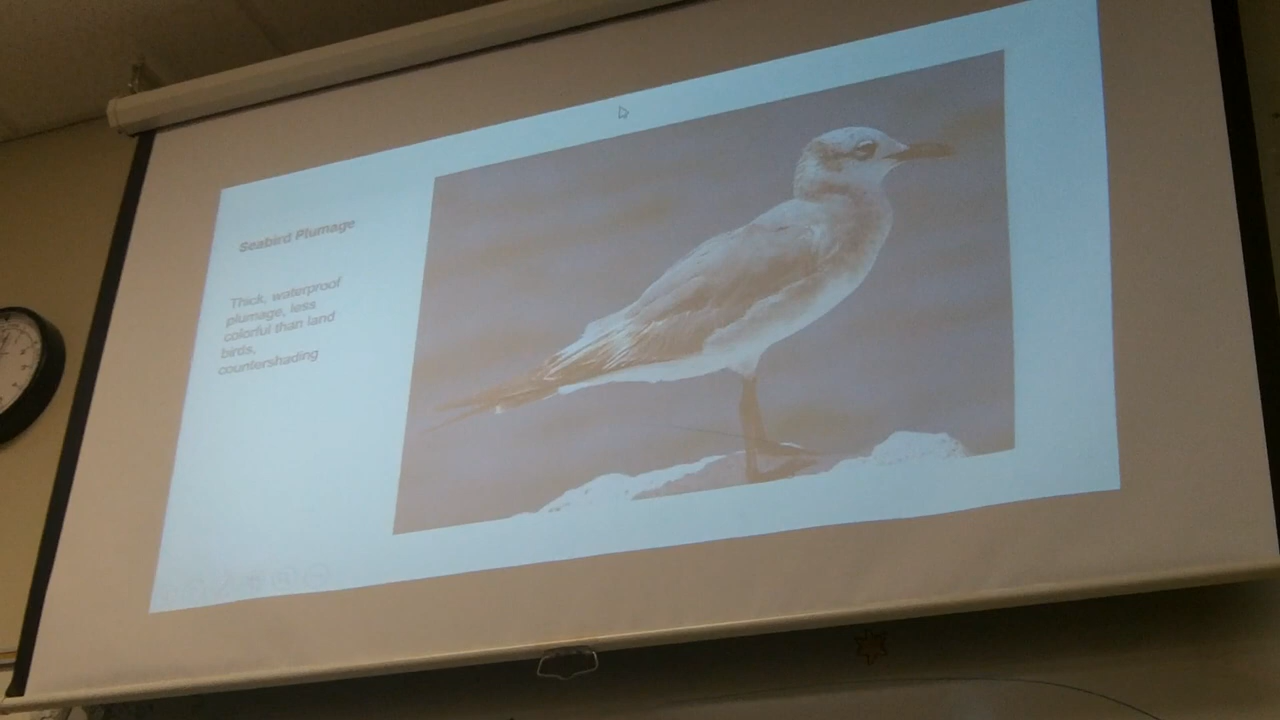 Seabird Plumage
Thick, waterproof
plumage, less
colorful than land
birds,
countershading